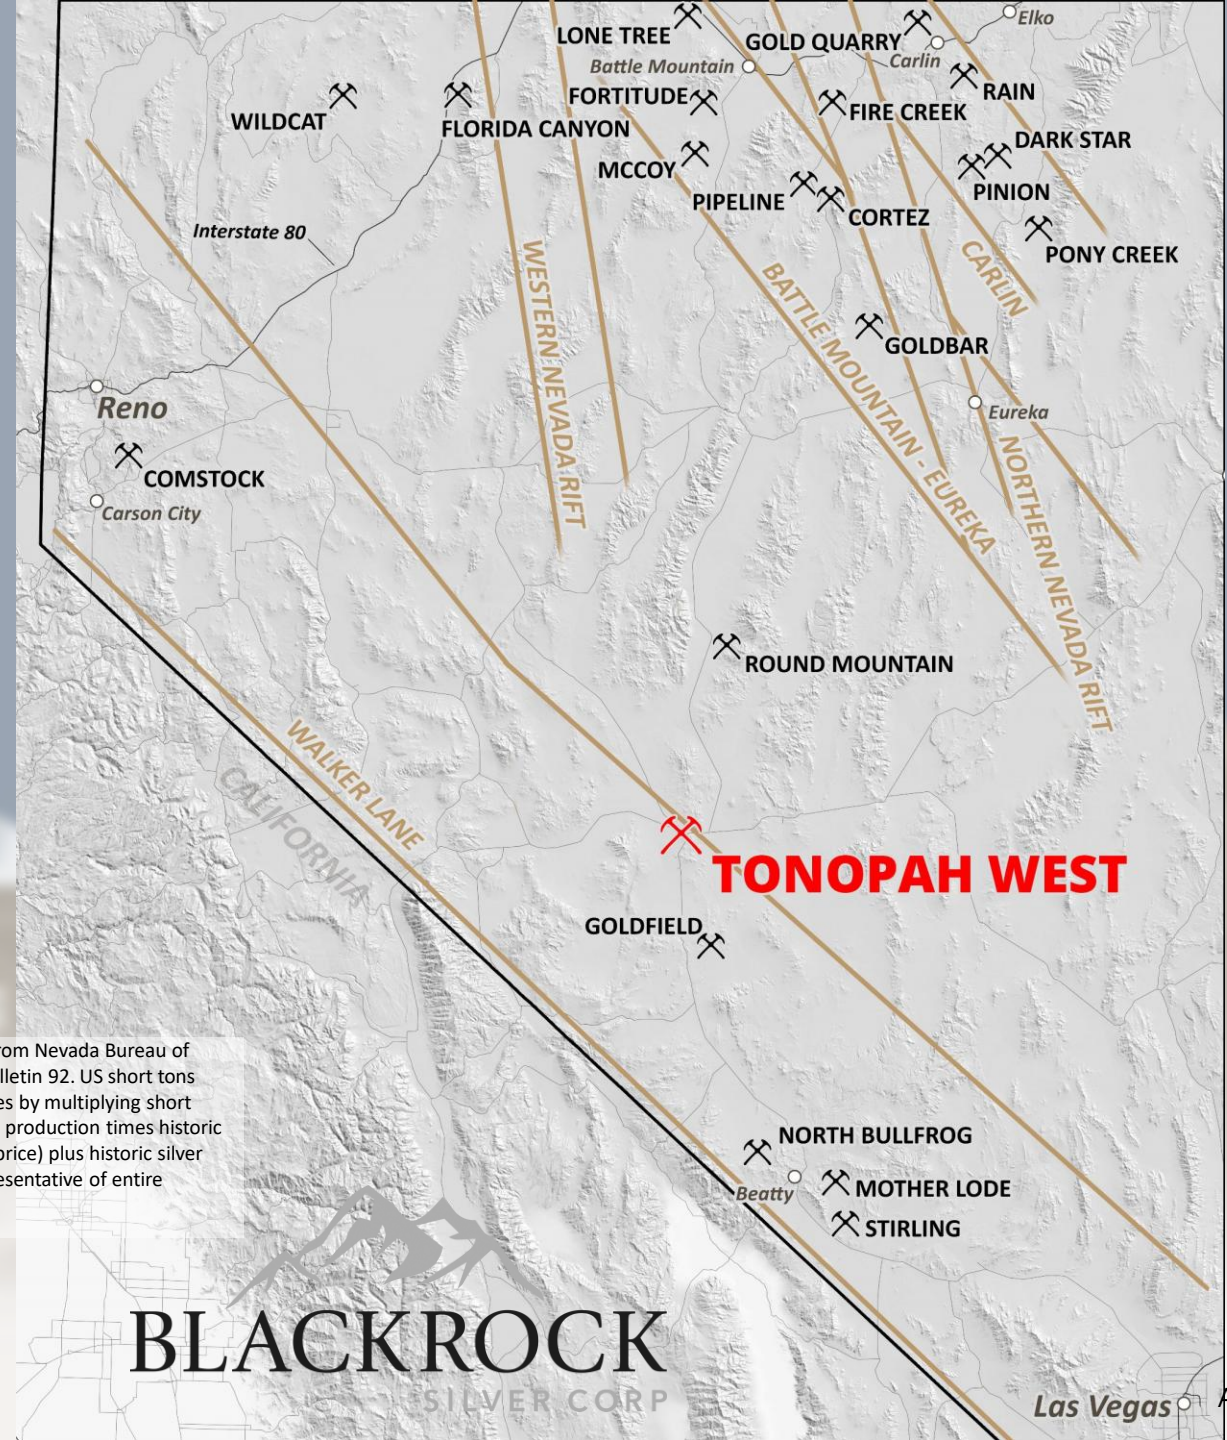 LONE TREE
GOLD QUARRY
Elko
Battle Mountain
Carlin
WILDCAT
FORTITUDE
RAIN
FLORIDA CANYON
FIRE CREEK
MCCOY
DARK STAR
PINION
PIPELINE
CORTEZ
Interstate 80
PONY CREEK
CARLIN
WESTERN NEVADA RIFT
BATTLE MOUNTAIN - EUREKA
GOLDBAR
Reno
Eureka
COMSTOCK
NORTHERN NEVADA RIFT
Carson City
ROUND MOUNTAIN
WALKER LANE
CALIFORNIA
TONOPAH WEST
GOLDFIELD
rom Nevada Bureau of
lletin 92. US short tons
es by multiplying short
production times historic
price) plus historic silver
esentative of entire
NORTH BULLFROG
Beatty
MOTHER LODE
STIRLING
BLACKROCK
SILVER CORP
Las Vegas